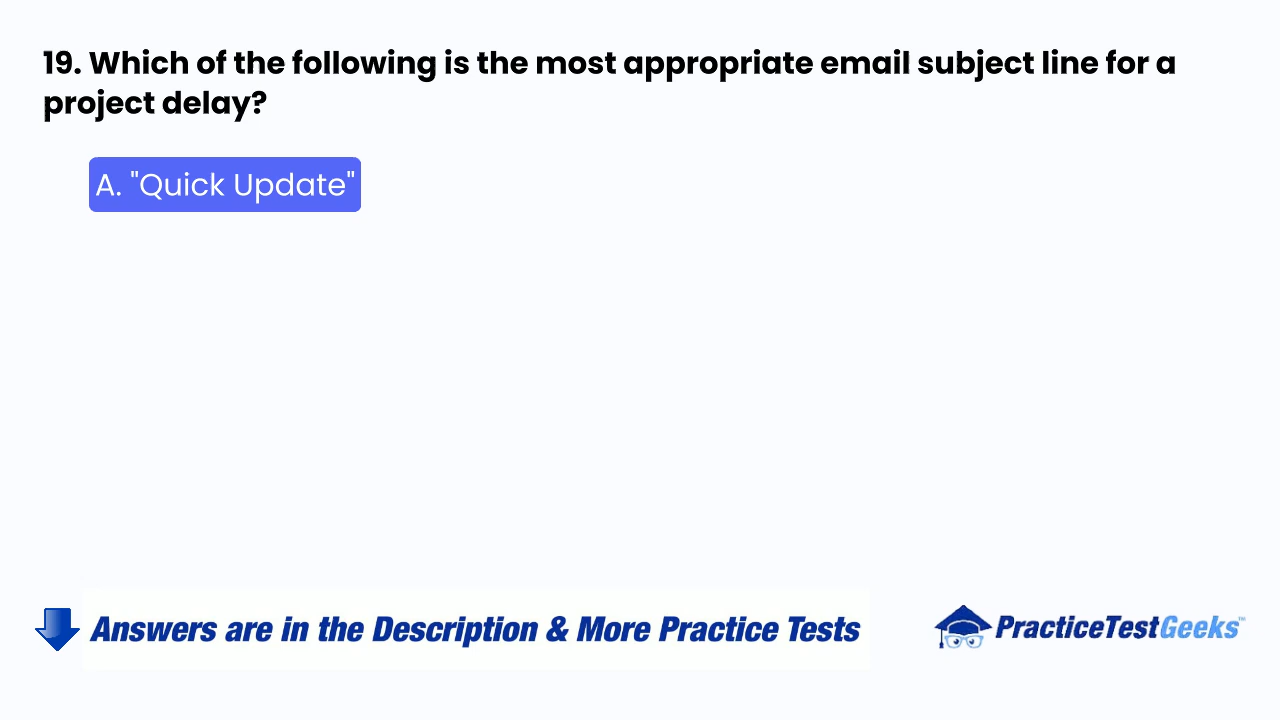 19. Which of the following is the most appropriate email subject line for a
project delay?
A. "Quick Update"
Answers are in the Description & More Practice Tests
PracticeTestGeeks™